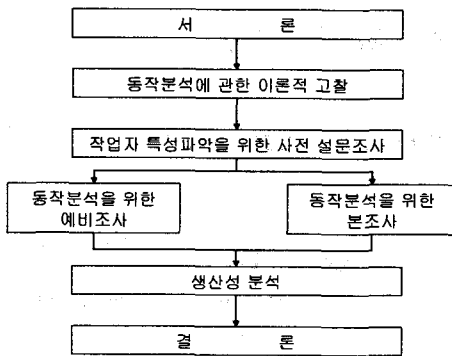 서 론
동작분석에 관한 이론적 고찰
작업자 특성파악을 위한 사전 설문조사
동작분석을 위한
예비조사
동작분석을 위한
본조사
생산성 분석
결 론